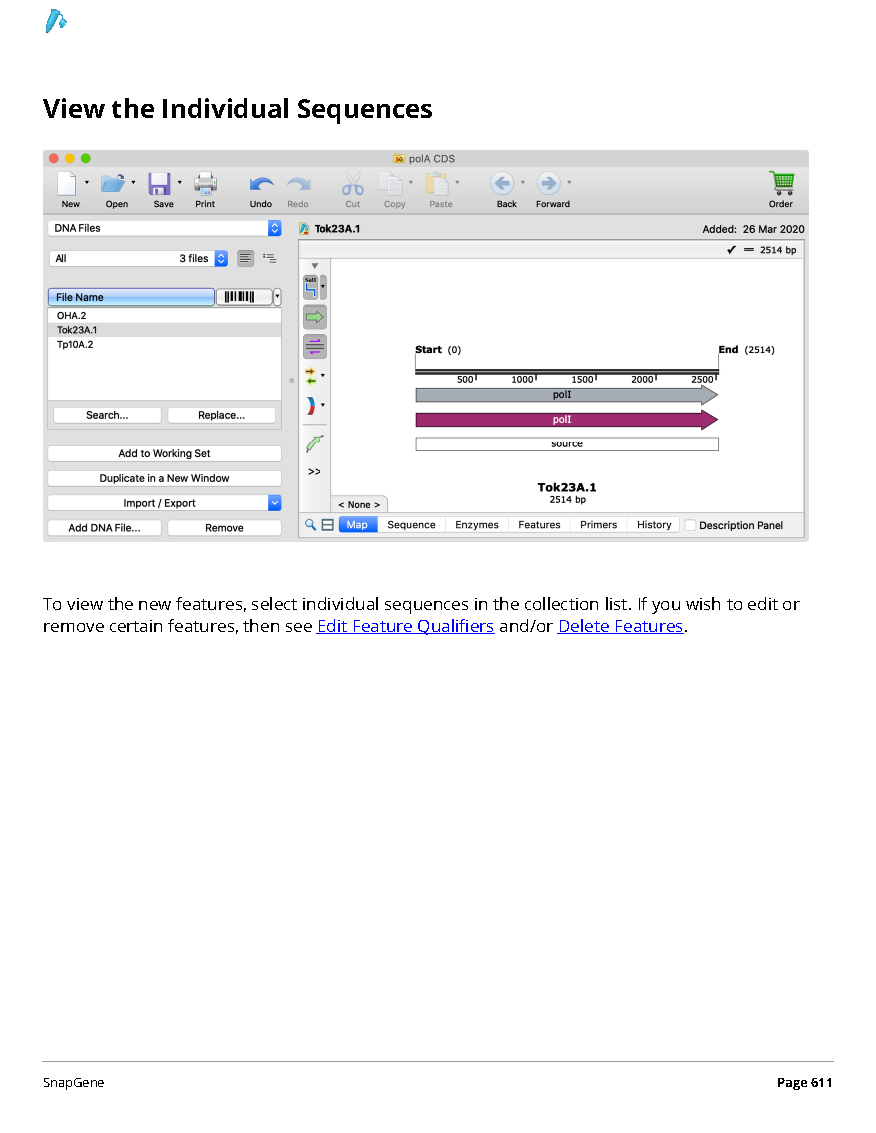 View the Individual Sequences
SG polA CDS
New Open Save Print Undo Redo Cut Copy Paste Back Forward Order
DNA Files
Tok23A.1 Added: 26 Mar 2020
All 3 files
✔ = 2514 bp
File Name
OHA.2
Tok23A.1
Tp10A.2
SalI
Start (0) End (2514)
500 1000 1500 2000 2500
polI
polI
source
Search... Replace...
Add to Working Set
Duplicate in a New Window
>>
Tok23A.1
2514 bp
Import / Export
< None >
Add DNA File... Remove
Map Sequence Enzymes Features Primers History Description Panel
To view the new features, select individual sequences in the collection list. If you wish to edit or
remove certain features, then see Edit Feature Qualifiers and/or Delete Features.
SnapGene Page 611